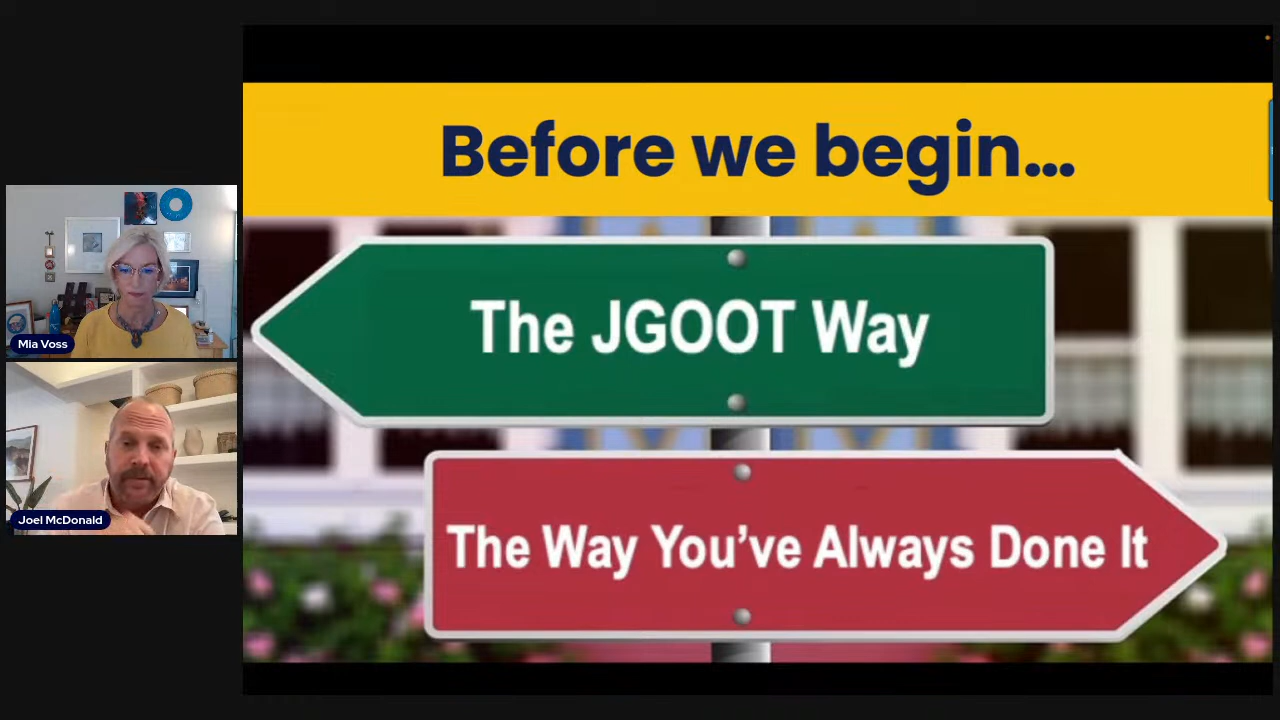 Before we begin...
The JGOOT Way
The Way You’ve Always Done It
Mia Voss
Joel McDonald